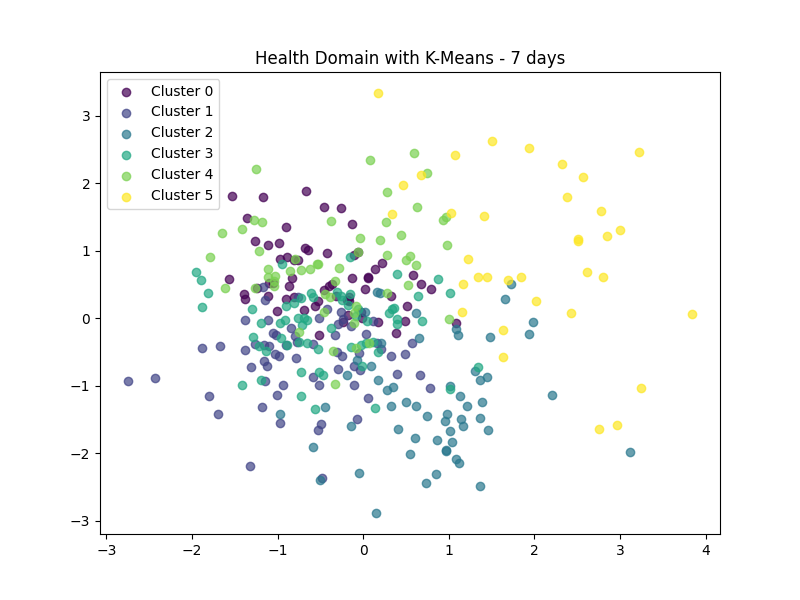 Health Domain with K-Means - 7 days
Cluster 0
Cluster 1
Cluster 2
Cluster 3
Cluster 4
Cluster 5
3
2
1
0
−1
−2
−3
−3 −2 −1 0 1 2 3 4